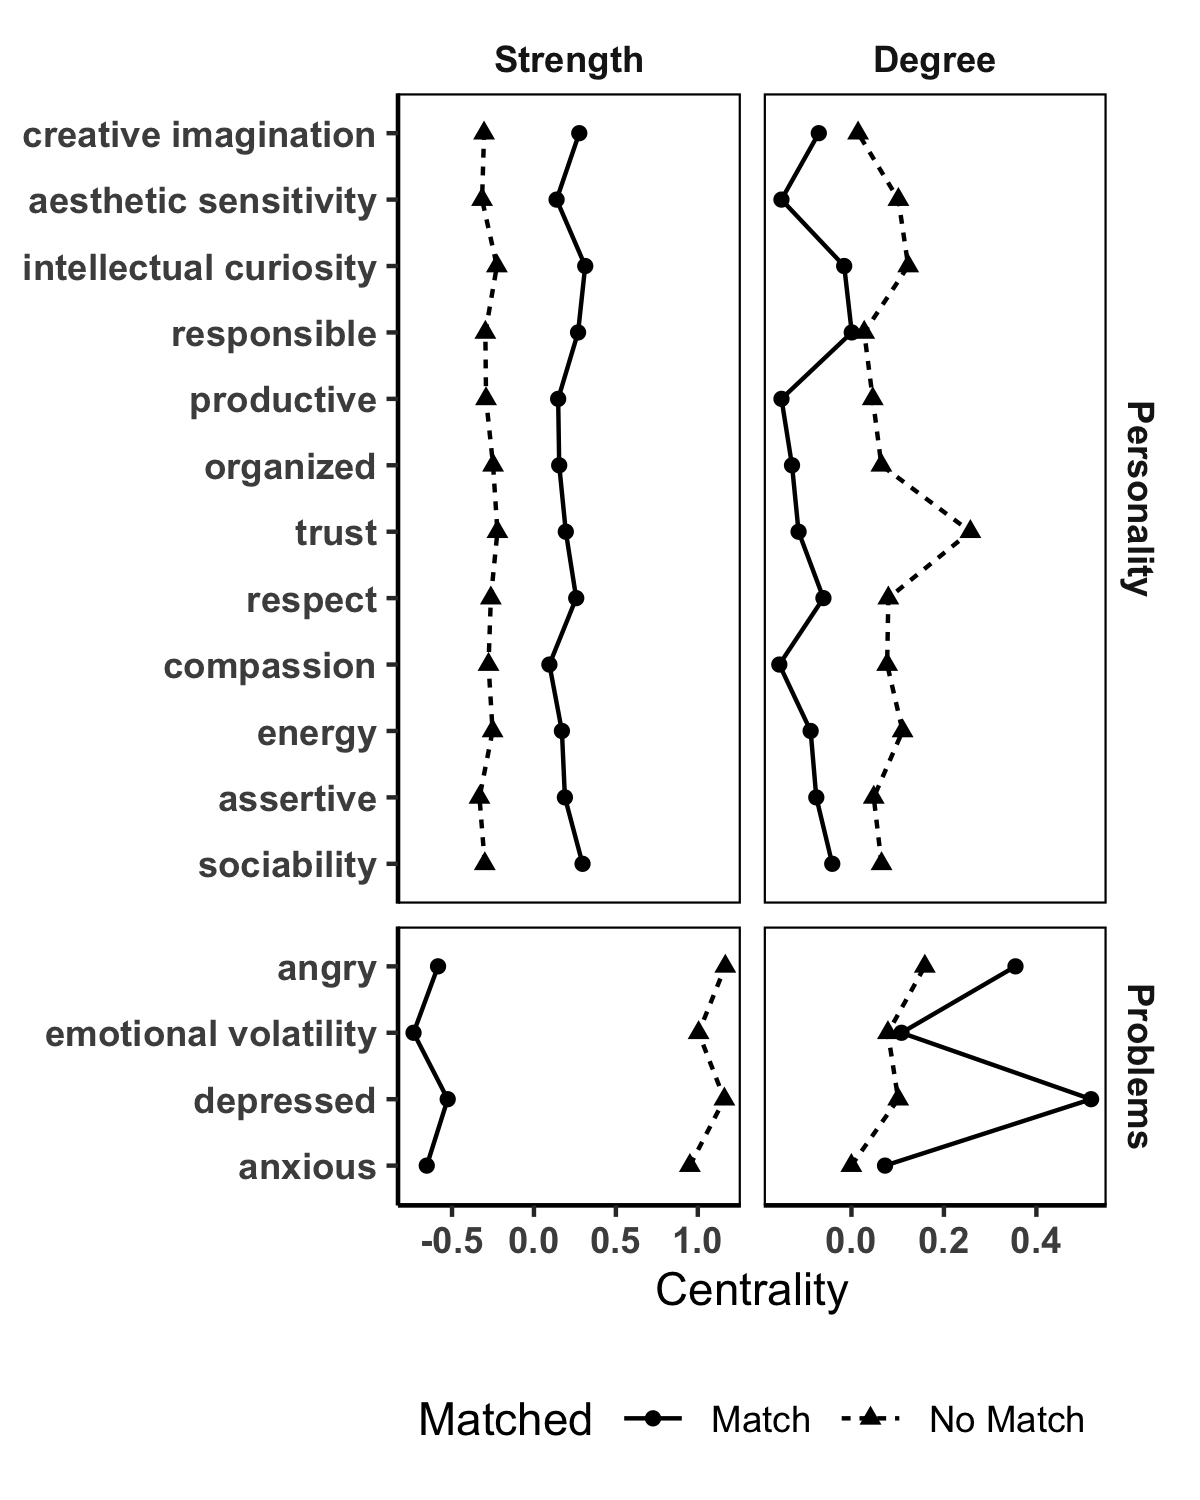 Strength Degree
creative imagination
aesthetic sensitivity
intellectual curiosity
responsible
productive
organized
trust
respect
compassion
energy
assertive
sociability
Personality
angry
emotional volatility
depressed
anxious
Problems
-0.5 0.0 0.5 1.0 0.0 0.2 0.4
Centrality
Matched Match No Match